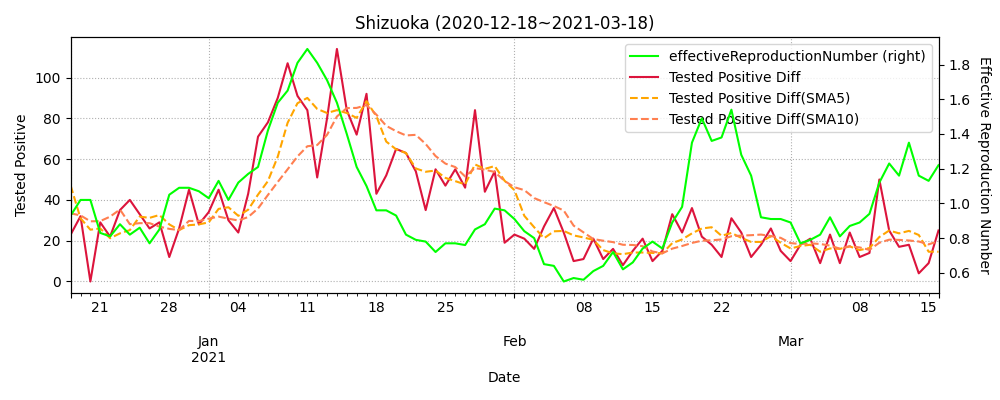 Shizuoka (2020-12-18~2021-03-18)
effectiveReproductionNumber (right)
Tested Positive Diff
Tested Positive Diff(SMA5)
Tested Positive Diff(SMA10)
Tested Positive
100
80
60
40
20
0
1.8
1.6
1.4
1.2
1.0
0.8
0.6
Effective Reproduction Number
21 28 04 11 18 25 08 15 22 08 15
Jan Feb Mar
2021
Date